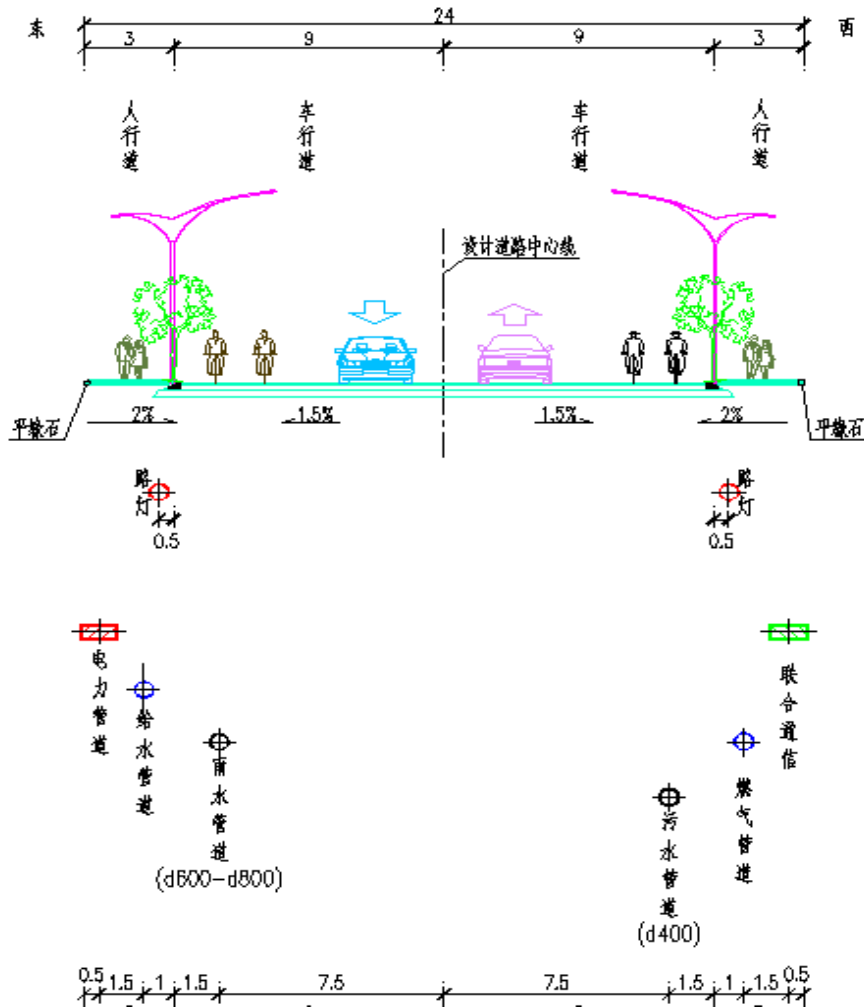 24
东
西
3
9
9
3
人行道
车行道
车行道
人行道
设计道路中心线
平缘石
2%
1.5%
1.5%
2%
平缘石
路灯
路灯
0.5
0.5
电力管道
给水管道
雨水管道
(d600-d800)
联合通信
燃气管道
污水管道
(d400)
0.5
1.5
1
1.5
7.5
7.5
1.5
1
1.5
0.5